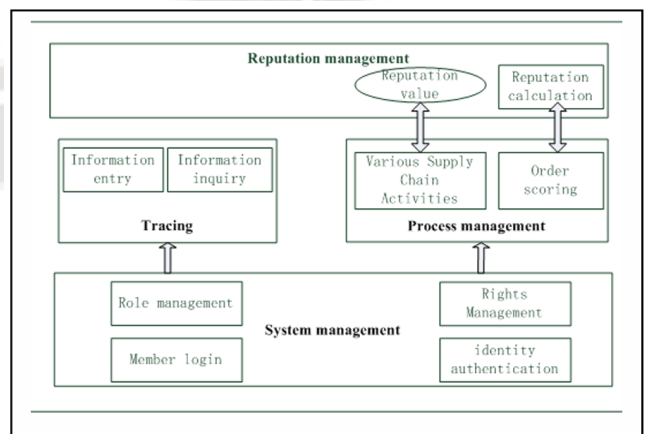 Reputation management
Reputation
value
Reputation
calculation
Information
entry
Information
inquiry
Tracing
Various Supply
Chain
Activities
Order
scoring
Process management
Role management
Rights
Management
System management
Member login
identity
authentication